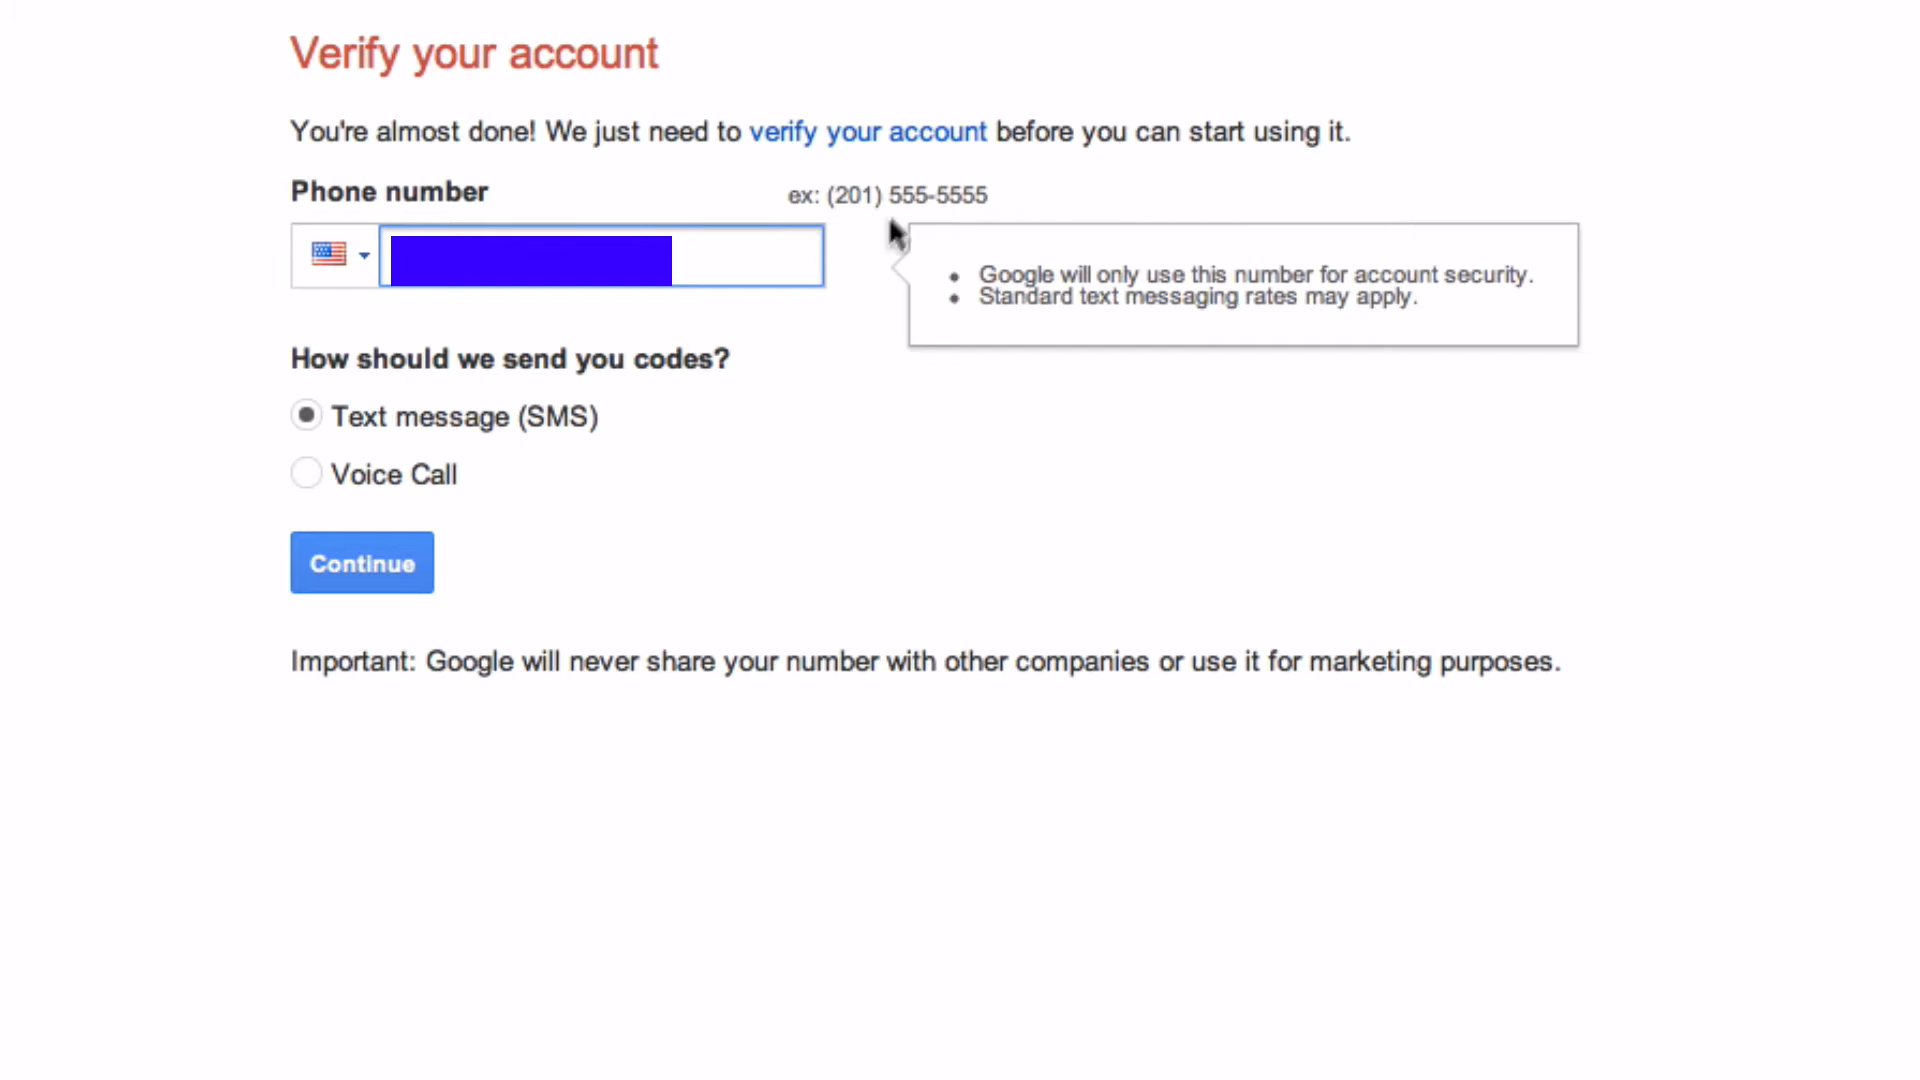 Verify your account
You're almost done! We just need to verify your account before you can start using it.
Phone number
ex: (201) 555-5555
Google will only use this number for account security.
Standard text messaging rates may apply.
How should we send you codes?
Text message (SMS)
Voice Call
Continue
Important: Google will never share your number with other companies or use it for marketing purposes.